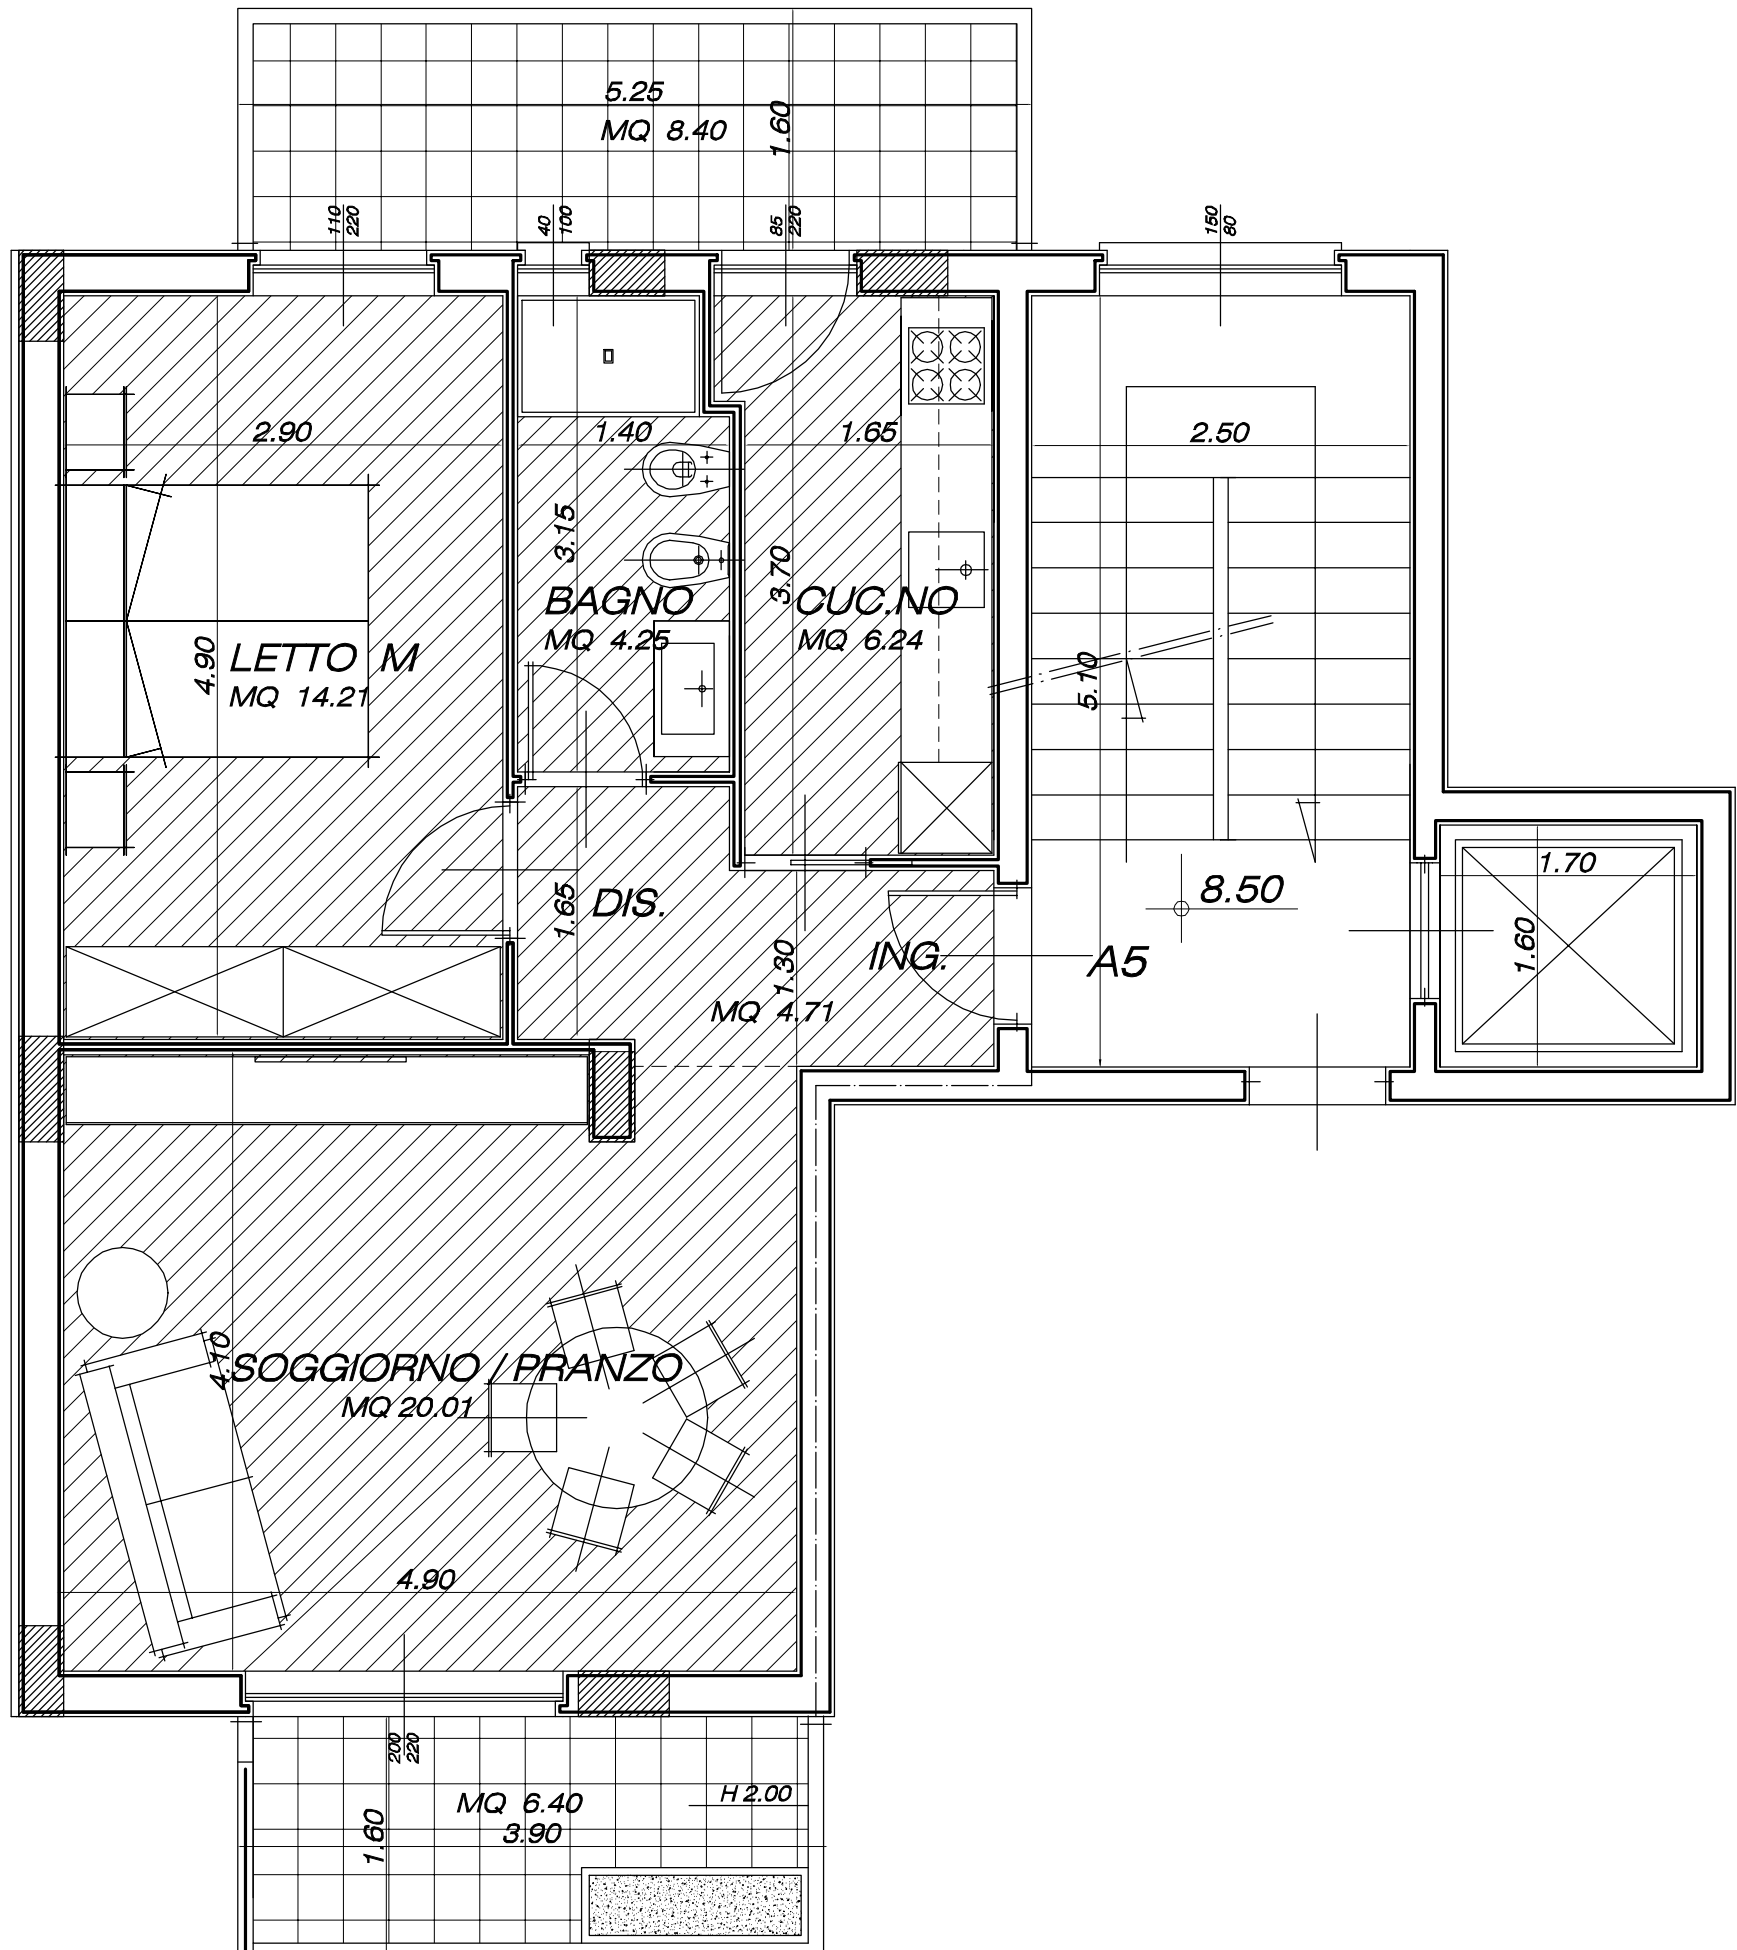 5.25
MQ 8.40
1.60
110
220
40
100
85
220
150
80
2.90
1.40
1.65
2.50
3.15
3.70
BAGNO
MQ 4.25
CUC.NO
MQ 6.24
4.90
LETTO M
MQ 14.21
5.10
1.70
1.60
8.50
1.65
DIS.
1.30
ING.
A5
MQ 4.71
4.10
SOGGIORNO / PRANZO
MQ 20.01
4.90
200
220
MQ 6.40
H 2.00
3.90
1.60